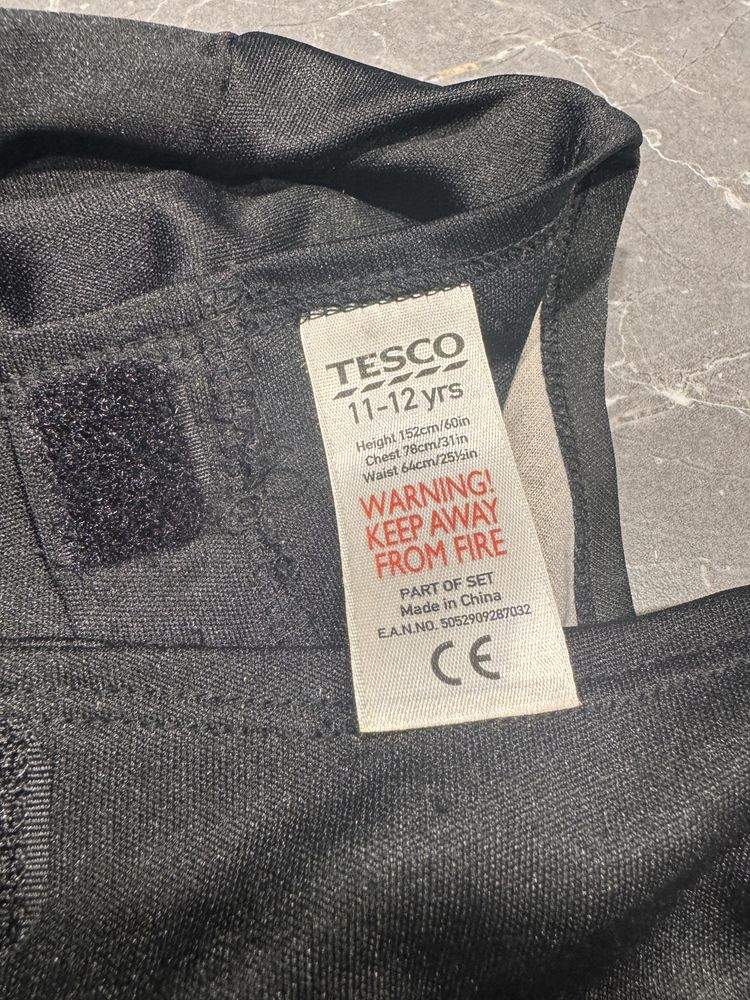 TESCO
11-12 yrs
Height 152cm/60in
Chest 78cm/31in
Waist 64cm/25½in
WARNING!
KEEP AWAY
FROM FIRE
PART OF SET
Made in China
E.A.N.NO. 5052909287032
CE